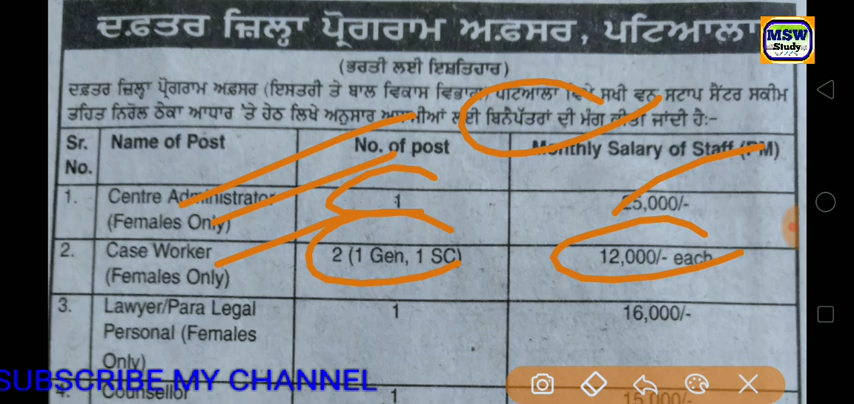 ਦਫ਼ਤਰ ਜ਼ਿਲ੍ਹਾ ਪ੍ਰੋਗਰਾਮ ਅਫ਼ਸਰ, ਪਟਿਆਲਾ
MSW
Study
(ਭਰਤੀ ਲਈ ਇਸ਼ਤਿਹਾਰ)
ਦਫ਼ਤਰ ਜ਼ਿਲ੍ਹਾ ਪ੍ਰੋਗਰਾਮ ਅਫ਼ਸਰ (ਇਸਤਰੀ ਤੇ ਬਾਲ ਵਿਕਾਸ ਵਿਭਾਗ) ਪਟਿਆਲਾ ਵਿਖੇ ਸਖੀ ਵਨ ਸਟਾਪ ਸੈਂਟਰ ਸਕੀਮ
ਤਹਿਤ ਨਿਰੋਲ ਠੇਕਾ ਆਧਾਰ 'ਤੇ ਹੇਠ ਲਿਖੇ ਅਨੁਸਾਰ ਲਈ ਬਿਨੈਪੱਤਰਾਂ ਦੀ ਮੰਗ ਕੀਤੀ ਜਾਂਦੀ ਹੈ:-
Sr. No. Name of Post No. of post Monthly Salary of Staff (PM)
1. Centre Administrator (Females Only) 1 25,000/-
2. Case Worker (Females Only) 2 (1 Gen, 1 SC) 12,000/- each
3. Lawyer/Para Legal Personal (Females Only) 1 16,000/-
4. Counsellor 1 15,000/-
SUBSCRIBE MY CHANNEL